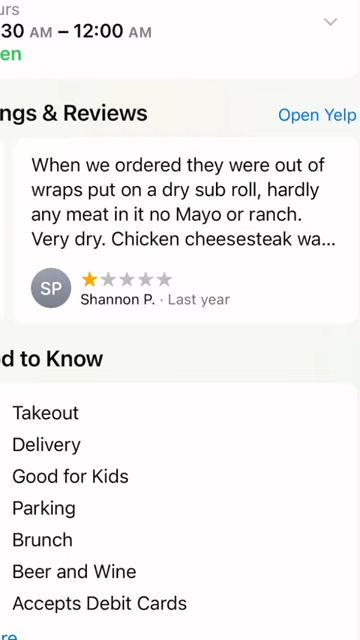 urs
30 AM – 12:00 AM
en
ngs & Reviews
Open Yelp
When we ordered they were out of
wraps put on a dry sub roll, hardly
any meat in it no Mayo or ranch.
Very dry. Chicken cheesesteak wa...
SP
Shannon P. · Last year
d to Know
Takeout
Delivery
Good for Kids
Parking
Brunch
Beer and Wine
Accepts Debit Cards
re